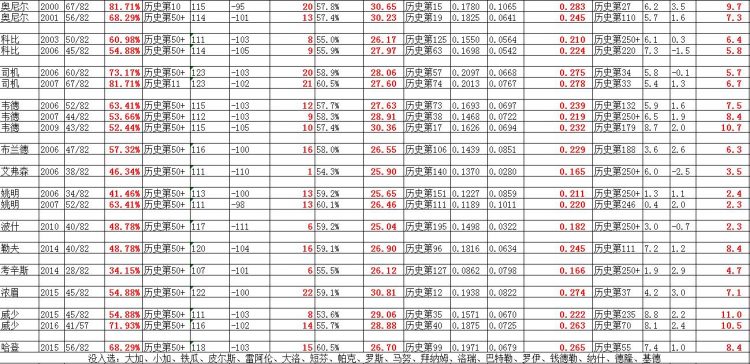 奥尼尔 2000 67/82 81.71% 历史第10 115 -95 20 57.8% 30.65 历史第15 0.1780 0.1065 0.283 历史第27 6.2 3.5 9.7
奥尼尔 2001 56/82 68.29% 历史第50+ 114 -101 13 57.4% 30.23 历史第19 0.1825 0.0641 0.245 历史第110 5.7 1.6 7.3
科比 2003 50/82 60.98% 历史第50+ 111 -103 8 55.0% 26.17 历史第125 0.1550 0.0564 0.210 历史第250+ 6.1 0.3 6.4
科比 2006 45/82 54.88% 历史第50+ 114 -105 9 55.9% 27.97 历史第63 0.1698 0.0542 0.224 历史第220 7.3 -1.5 5.8
司机 2006 60/82 73.17% 历史第50+ 123 -103 20 58.9% 28.06 历史第57 0.2097 0.0668 0.275 历史第34 5.8 -0.1 5.7
司机 2007 67/82 81.71% 历史第11 123 -102 21 60.5% 27.60 历史第74 0.2013 0.0767 0.278 历史第33 5.4 1.3 6.7
韦德 2006 52/82 63.41% 历史第50+ 115 -103 12 57.7% 27.63 历史第73 0.1693 0.0697 0.239 历史第132 5.9 1.6 7.5
韦德 2007 44/82 53.66% 历史第50+ 112 -103 9 58.3% 28.91 历史第38 0.1468 0.0722 0.219 历史第250+ 6.5 1.9 8.4
韦德 2009 43/82 52.44% 历史第50+ 115 -105 10 57.4% 30.36 历史第17 0.1626 0.0694 0.232 历史第179 8.7 2.0 10.7
布兰德 2006 47/82 57.32% 历史第50+ 116 -100 16 58.0% 26.55 历史第106 0.1439 0.0851 0.229 历史第188 3.6 2.6 6.3
艾弗森 2006 38/82 46.34% 历史第50+ 111 -110 1 54.3% 25.90 历史第140 0.1370 0.0280 0.165 历史第250+ 6.0 -2.5 3.5
姚明 2006 34/82 41.46% 历史第50+ 113 -100 13 59.2% 25.65 历史第151 0.1227 0.0859 0.211 历史第250+ 1.3 1.1 2.4
姚明 2007 52/82 63.41% 历史第50+ 111 -98 13 60.1% 26.46 历史第111 0.1189 0.1011 0.220 历史第246 0.4 2.0 2.3
波什 2010 40/82 48.78% 历史第50+ 117 -111 6 59.2% 25.04 历史第195 0.1498 0.0322 0.182 历史第250+ 3.0 -0.7 2.3
勒夫 2014 40/82 48.78% 历史第50+ 120 -104 16 59.1% 26.90 历史第96 0.1816 0.0634 0.245 历史第111 7.2 1.2 8.4
考辛斯 2014 28/82 34.15% 历史第50+ 107 -101 6 55.5% 26.12 历史第127 0.0862 0.0798 0.166 历史第250+ 1.9 2.9 4.7
浓眉 2015 45/82 54.88% 历史第50+ 122 -100 22 59.1% 30.81 历史第12 0.1938 0.0822 0.274 历史第37 4.2 3.0 7.1
威少 2015 45/82 54.88% 历史第50+ 111 -103 8 53.6% 29.06 历史第35 0.1650 0.0571 0.222 历史第235 8.8 2.2 11.0
威少 2016 41/57 71.93% 历史第50+ 116 -102 14 55.7% 28.88 历史第40 0.1875 0.0765 0.263 历史第55 7.4 2.5 10.5
哈登 2015 56/82 68.29% 历史第50+ 118 -103 15 60.5% 26.70 历史第99 0.1971 0.0679 0.265 历史第55 7.0 1.0 8.4
没入选：大加、小加、铁瓜、皮尔斯、雷阿伦、大洛、短芬、帕克、罗斯、马努、拜纳姆、洛瑞、巴特勒、罗伊、钱德勒、纳什、德隆、基德